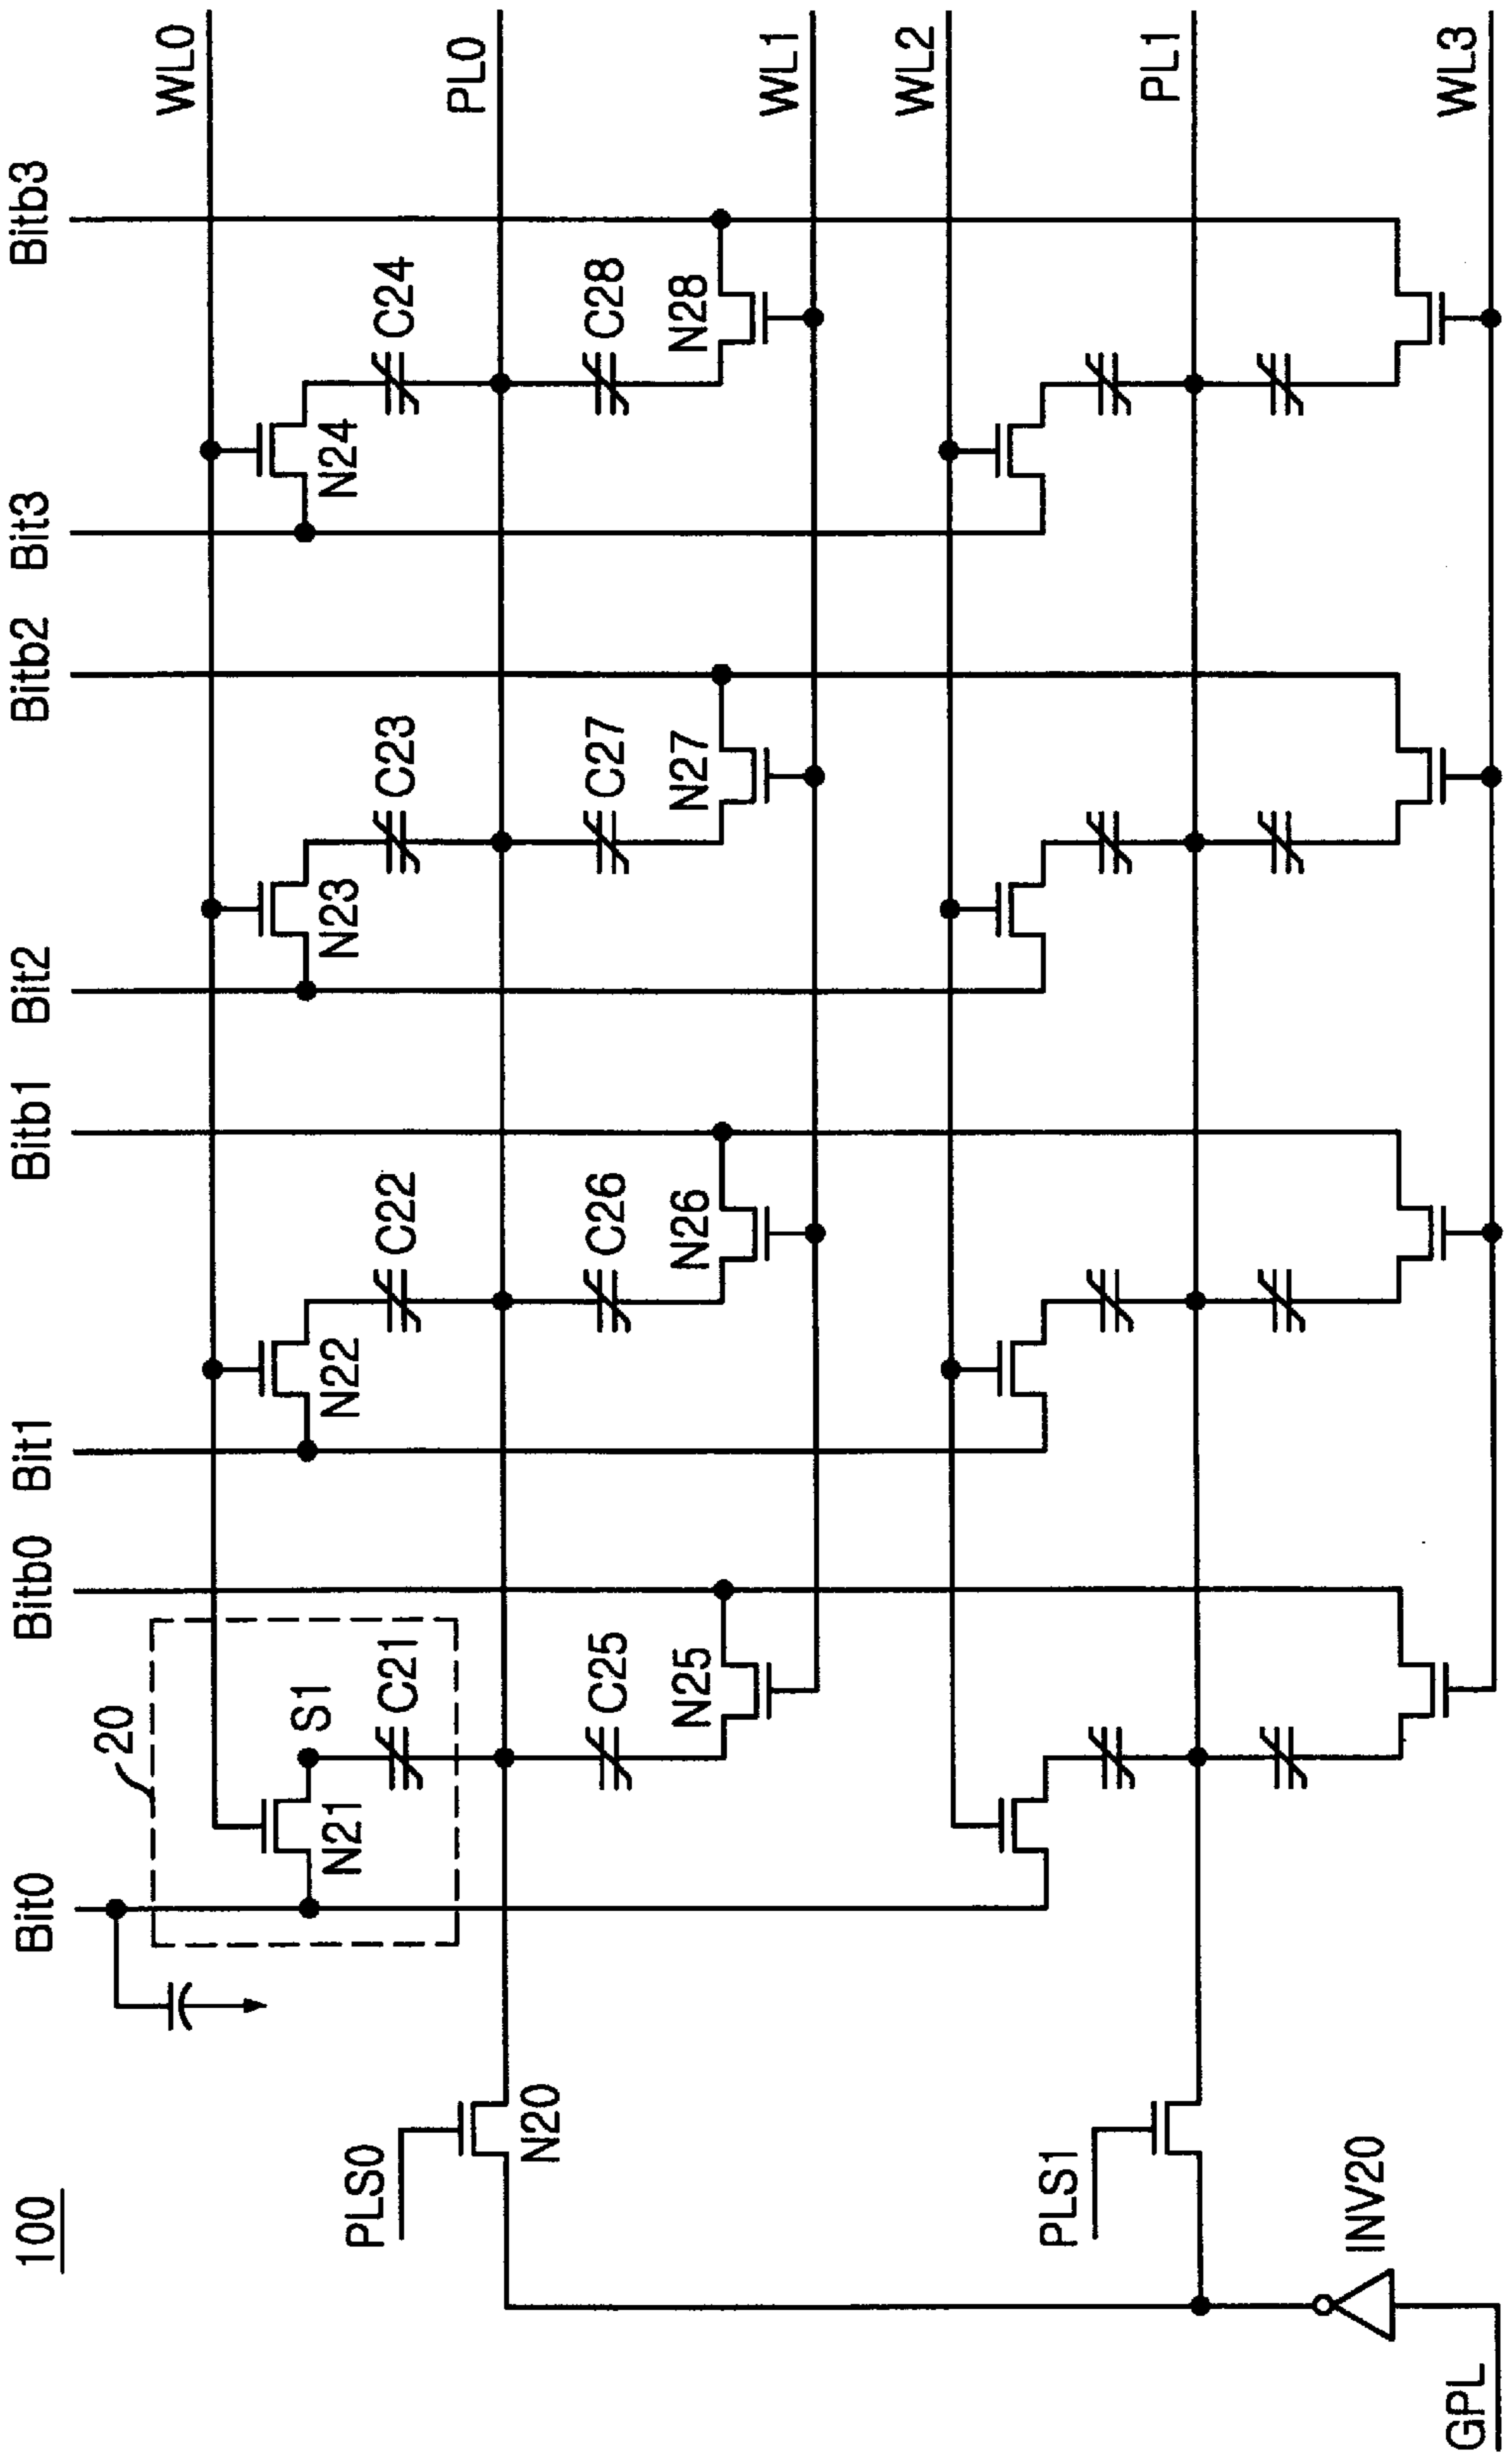 100
Bit0
Bitb0
Bit1
Bitb1
Bit2
Bitb2
Bit3
Bitb3
20
WL0
N21
S1
N22
N23
N24
C21
C22
C23
C24
PLS0
N20
PL0
C25
C26
C27
C28
N25
N26
N27
N28
WL1
WL2
PLS1
PL1
INV20
GPL
WL3